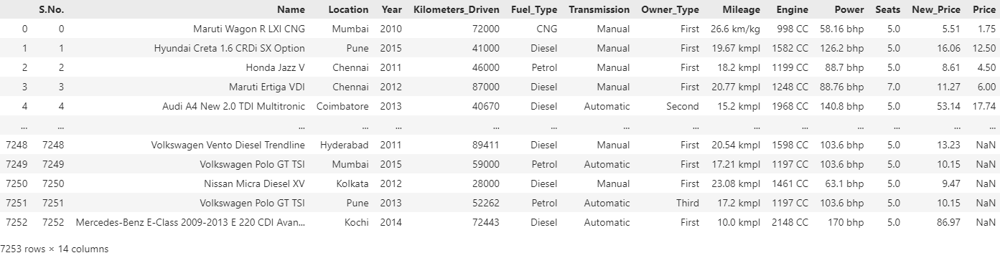 S.No. Name Location Year Kilometers_Driven Fuel_Type Transmission Owner_Type Mileage Engine Power Seats New_Price Price
0 0 Maruti Wagon R LXI CNG Mumbai 2010 72000 CNG Manual First 26.6 km/kg 998 CC 58.16 bhp 5.0 5.51 1.75
1 1 Hyundai Creta 1.6 CRDi SX Option Pune 2015 41000 Diesel Manual First 19.67 kmpl 1582 CC 126.2 bhp 5.0 16.06 12.50
2 2 Honda Jazz V Chennai 2011 46000 Petrol Manual First 18.2 kmpl 1199 CC 88.7 bhp 5.0 8.61 4.50
3 3 Maruti Ertiga VDI Chennai 2012 87000 Diesel Manual First 20.77 kmpl 1248 CC 88.76 bhp 7.0 11.27 6.00
4 4 Audi A4 New 2.0 TDI Multitronic Coimbatore 2013 40670 Diesel Automatic Second 15.2 kmpl 1968 CC 140.8 bhp 5.0 53.14 17.74
... ... ... ... ... ... ... ... ... ... ... ... ... ... ...
7248 7248 Volkswagen Vento Diesel Trendline Hyderabad 2011 89411 Diesel Manual First 20.54 kmpl 1598 CC 103.6 bhp 5.0 13.23 NaN
7249 7249 Volkswagen Polo GT TSI Mumbai 2015 59000 Petrol Automatic First 17.21 kmpl 1197 CC 103.6 bhp 5.0 10.15 NaN
7250 7250 Nissan Micra Diesel XV Kolkata 2012 28000 Diesel Manual First 23.08 kmpl 1461 CC 63.1 bhp 5.0 9.47 NaN
7251 7251 Volkswagen Polo GT TSI Pune 2013 52262 Petrol Automatic Third 17.2 kmpl 1197 CC 103.6 bhp 5.0 10.15 NaN
7252 7252 Mercedes-Benz E-Class 2009-2013 E 220 CDI Avan... Kochi 2014 72443 Diesel Automatic First 10.0 kmpl 2148 CC 170 bhp 5.0 86.97 NaN
7253 rows × 14 columns